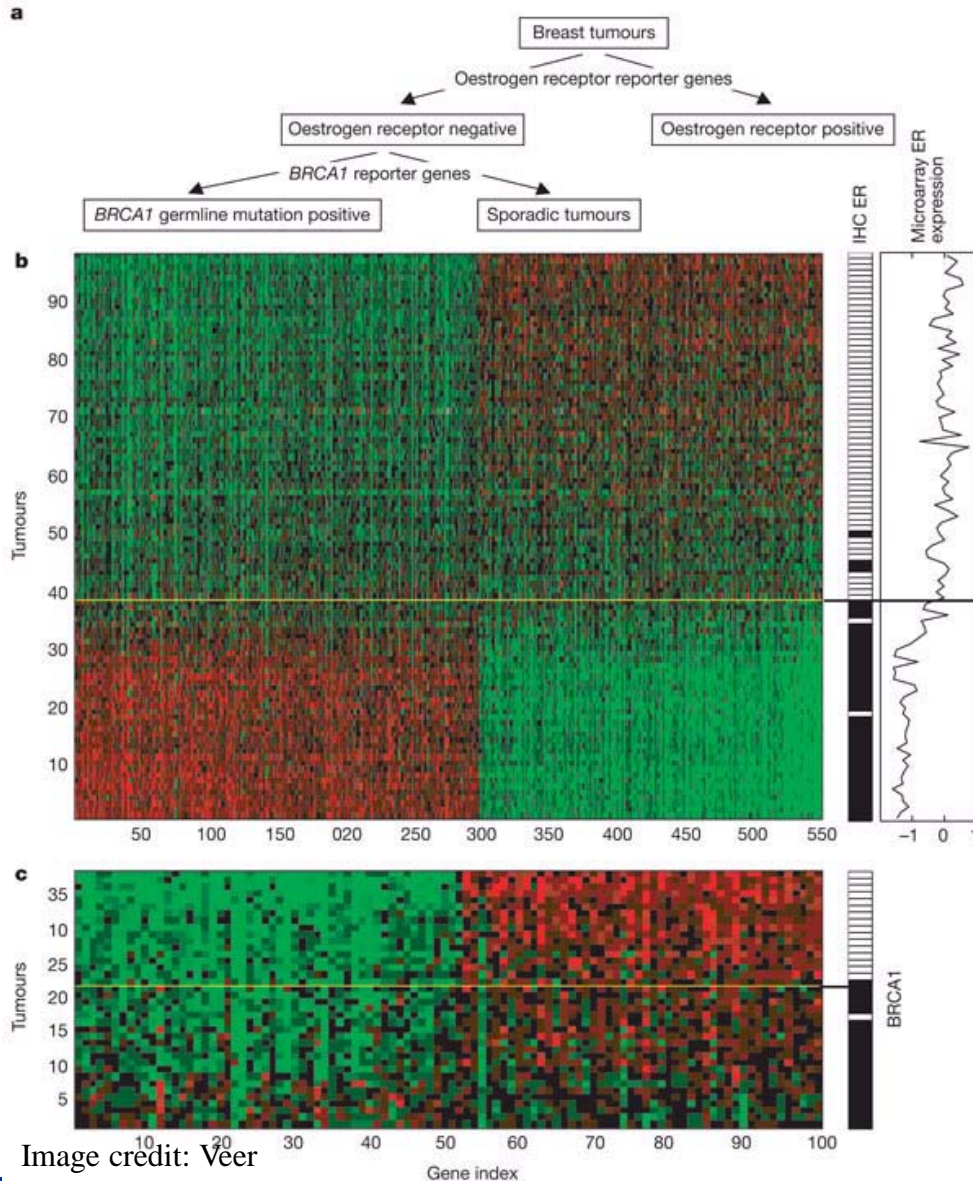 a
Breast tumours
Oestrogen receptor reporter genes
Oestrogen receptor negative
Oestrogen receptor positive
BRCA1 reporter genes
BRCA1 germline mutation positive
Sporadic tumours
IHC ER
Microarray ER
expression
b
90
80
70
60
50
40
30
20
10
Tumours
50 100 150 020 250 300 350 400 450 500 550
−1 0 1
c
35
10
25
20
15
10
5
Tumours
BRCA1
10 20 30 40 50 60 70 80 90 100
Gene index
Image credit: Veer